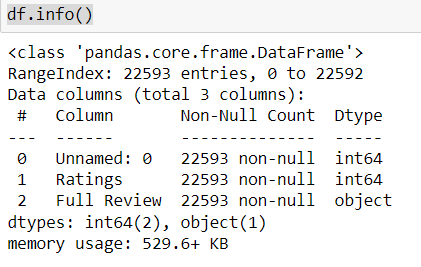 df.info()
<class 'pandas.core.frame.DataFrame'>
RangeIndex: 22593 entries, 0 to 22592
Data columns (total 3 columns):
 #   Column       Non-Null Count  Dtype
---  ------       --------------  -----
 0   Unnamed: 0   22593 non-null  int64
 1   Ratings      22593 non-null  int64
 2   Full Review  22593 non-null  object
dtypes: int64(2), object(1)
memory usage: 529.6+ KB